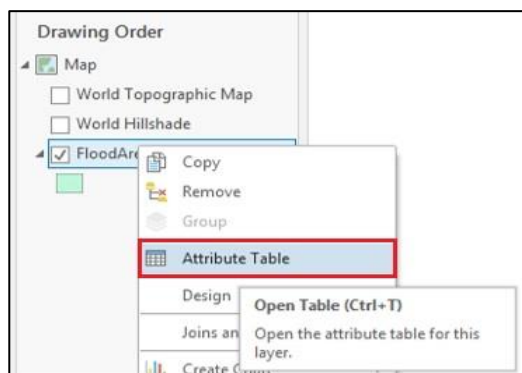 Drawing Order
Map
World Topographic Map
World Hillshade
FloodAre
Copy
Remove
Group
Attribute Table
Design
Open Table (Ctrl+T)
Joins an
Open the attribute table for this
layer.
Create